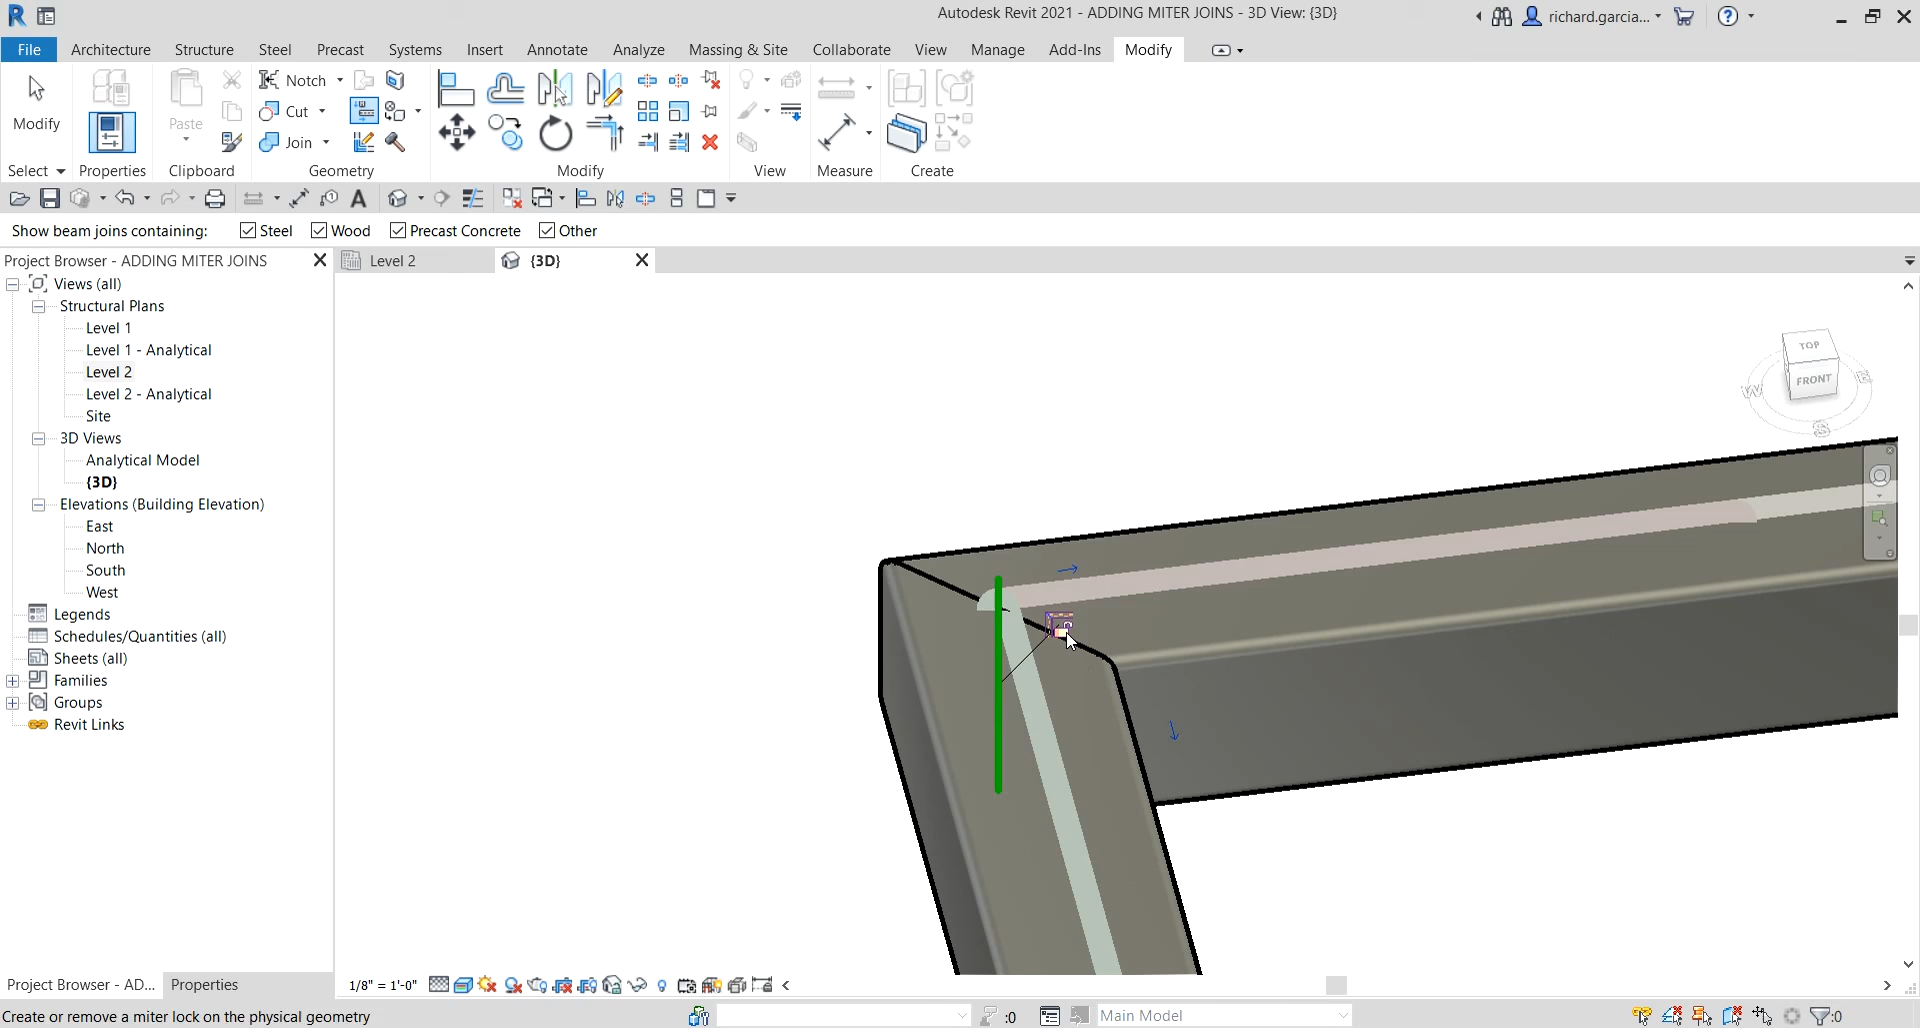 Autodesk Revit 2021 - ADDING MITER JOINS - 3D View: {3D}
richard.garcia...
File Architecture Structure Steel Precast Systems Insert Annotate Analyze Massing & Site Collaborate View Manage Add-Ins Modify
Notch
Cut
Join
Modify
Paste
Select Properties Clipboard Geometry Modify View Measure Create
A
Show beam joins containing: Steel Wood Precast Concrete Other
Project Browser - ADDING MITER JOINS
Level 2
{3D}
Views (all)
Structural Plans
Level 1
Level 1 - Analytical
Level 2
Level 2 - Analytical
Site
3D Views
Analytical Model
{3D}
Elevations (Building Elevation)
East
North
South
West
Legends
Schedules/Quantities (all)
Sheets (all)
Families
Groups
Revit Links
TOP
FRONT
W
E
S
Project Browser - AD...
Properties
1/8" = 1'-0"
Create or remove a miter lock on the physical geometry
:0
Main Model
:0